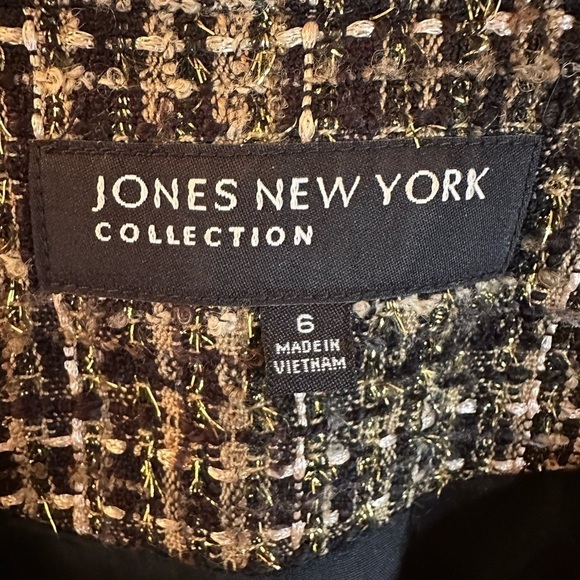 JONES NEW YORK
COLLECTION
6
MADE IN
VIETNAM